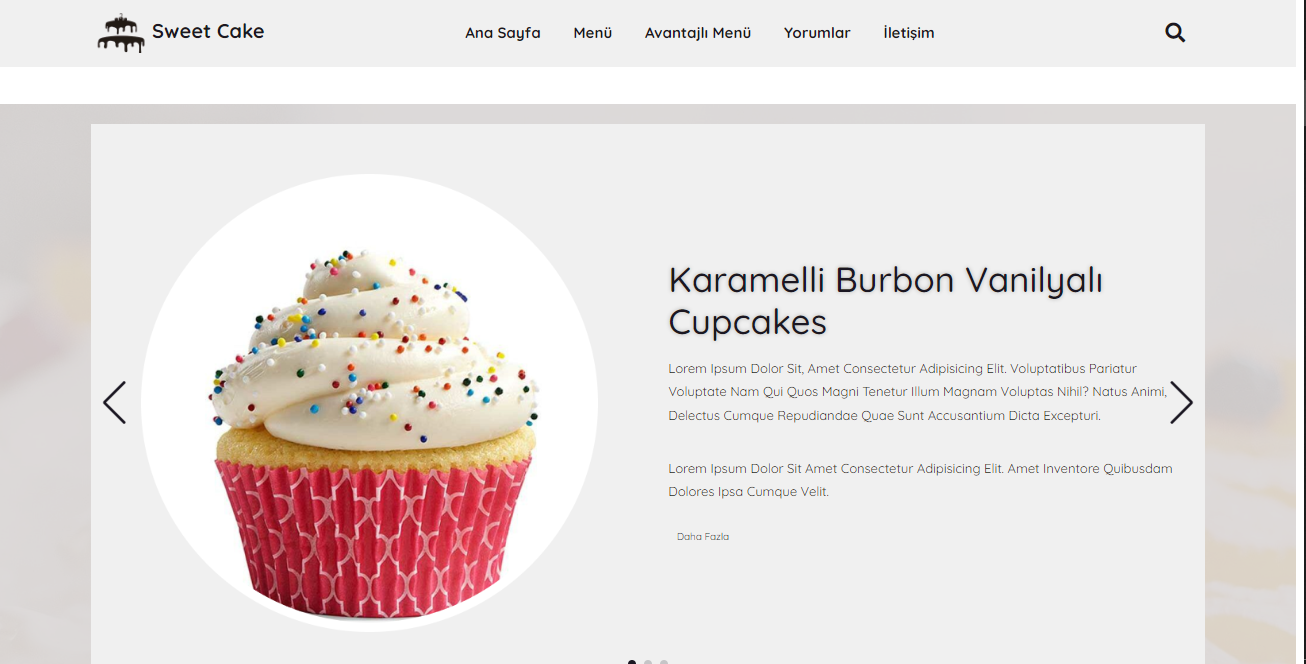 Sweet Cake
Ana Sayfa Menü Avantajlı Menü Yorumlar İletişim
Karamelli Burbon Vanilyalı
Cupcakes
Lorem Ipsum Dolor Sit, Amet Consectetur Adipisicing Elit. Voluptatibus Pariatur
Voluptate Nam Qui Quos Magni Tenetur Illum Magnam Voluptas Nihil? Natus Animi,
Delectus Cumque Repudiandae Quae Sunt Accusantium Dicta Excepturi.
Lorem Ipsum Dolor Sit Amet Consectetur Adipisicing Elit. Amet Inventore Quibusdam
Dolores Ipsa Cumque Velit.
Daha Fazla